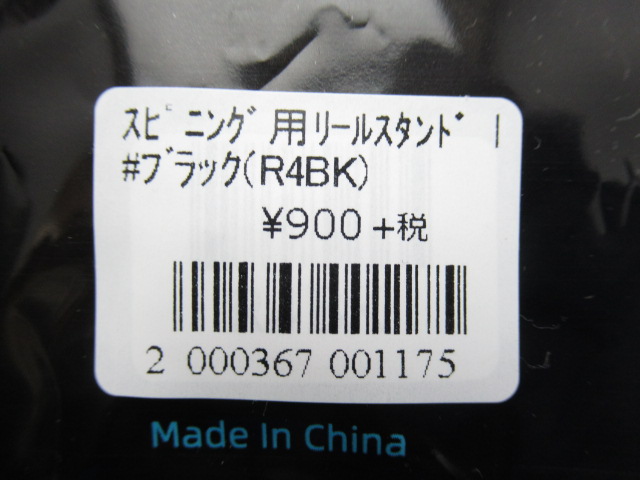 ｽﾋﾟﾆﾝｸﾞ用ﾘｰﾙｽﾀﾝﾄﾞ I
#ﾌﾞﾗｯｸ(R4BK)
¥900+税
2 000367 001175
Made In China